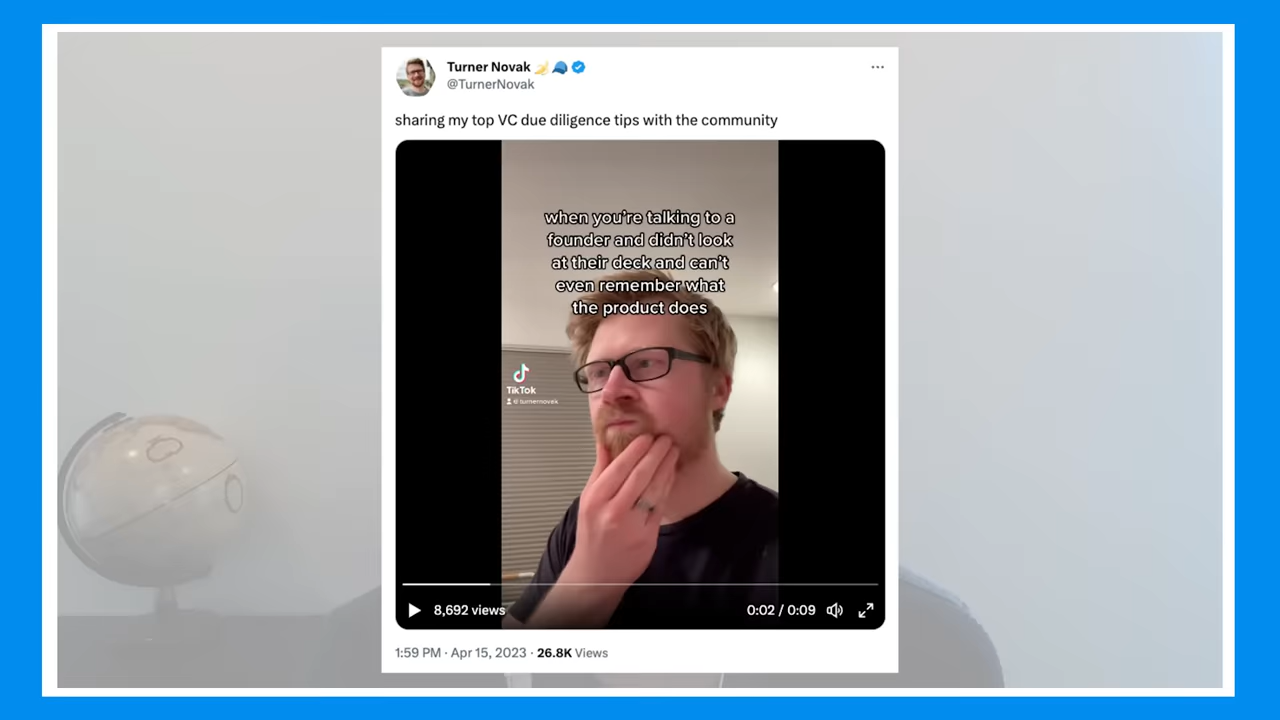 Turner Novak 🍌🧢
@TurnerNovak
sharing my top VC due diligence tips with the community
when you're talking to a
founder and didn't look
at their deck and can't
even remember what
the product does
TikTok
@turnernovak
8,692 views
0:02 / 0:09
1:59 PM · Apr 15, 2023 · 26.8K Views